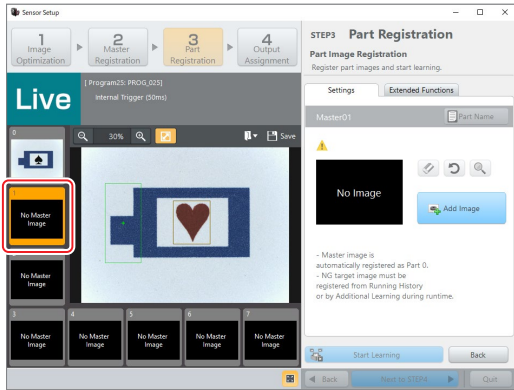 Sensor Setup
1
Image
Optimization
2
Master
Registration
3
Part
Registration
4
Output
Assignment
Live
[ Program25: PROG_025]
Internal Trigger (50ms)
0
30%
Save
1
No Master
Image
No Master
Image
3
No Master
Image
4
No Master
Image
5
No Master
Image
6
No Master
Image
7
No Master
Image
STEP3 Part Registration
Part Image Registration
Register part images and start learning.
Settings
Extended Functions
Master01
Part Name
No Image
Add Image
- Master image is
automatically registered as Part 0.
- NG target image must be
registered from Running History
or by Additional Learning during runtime.
Start Learning
Back
Back
Next to STEP4
Quit